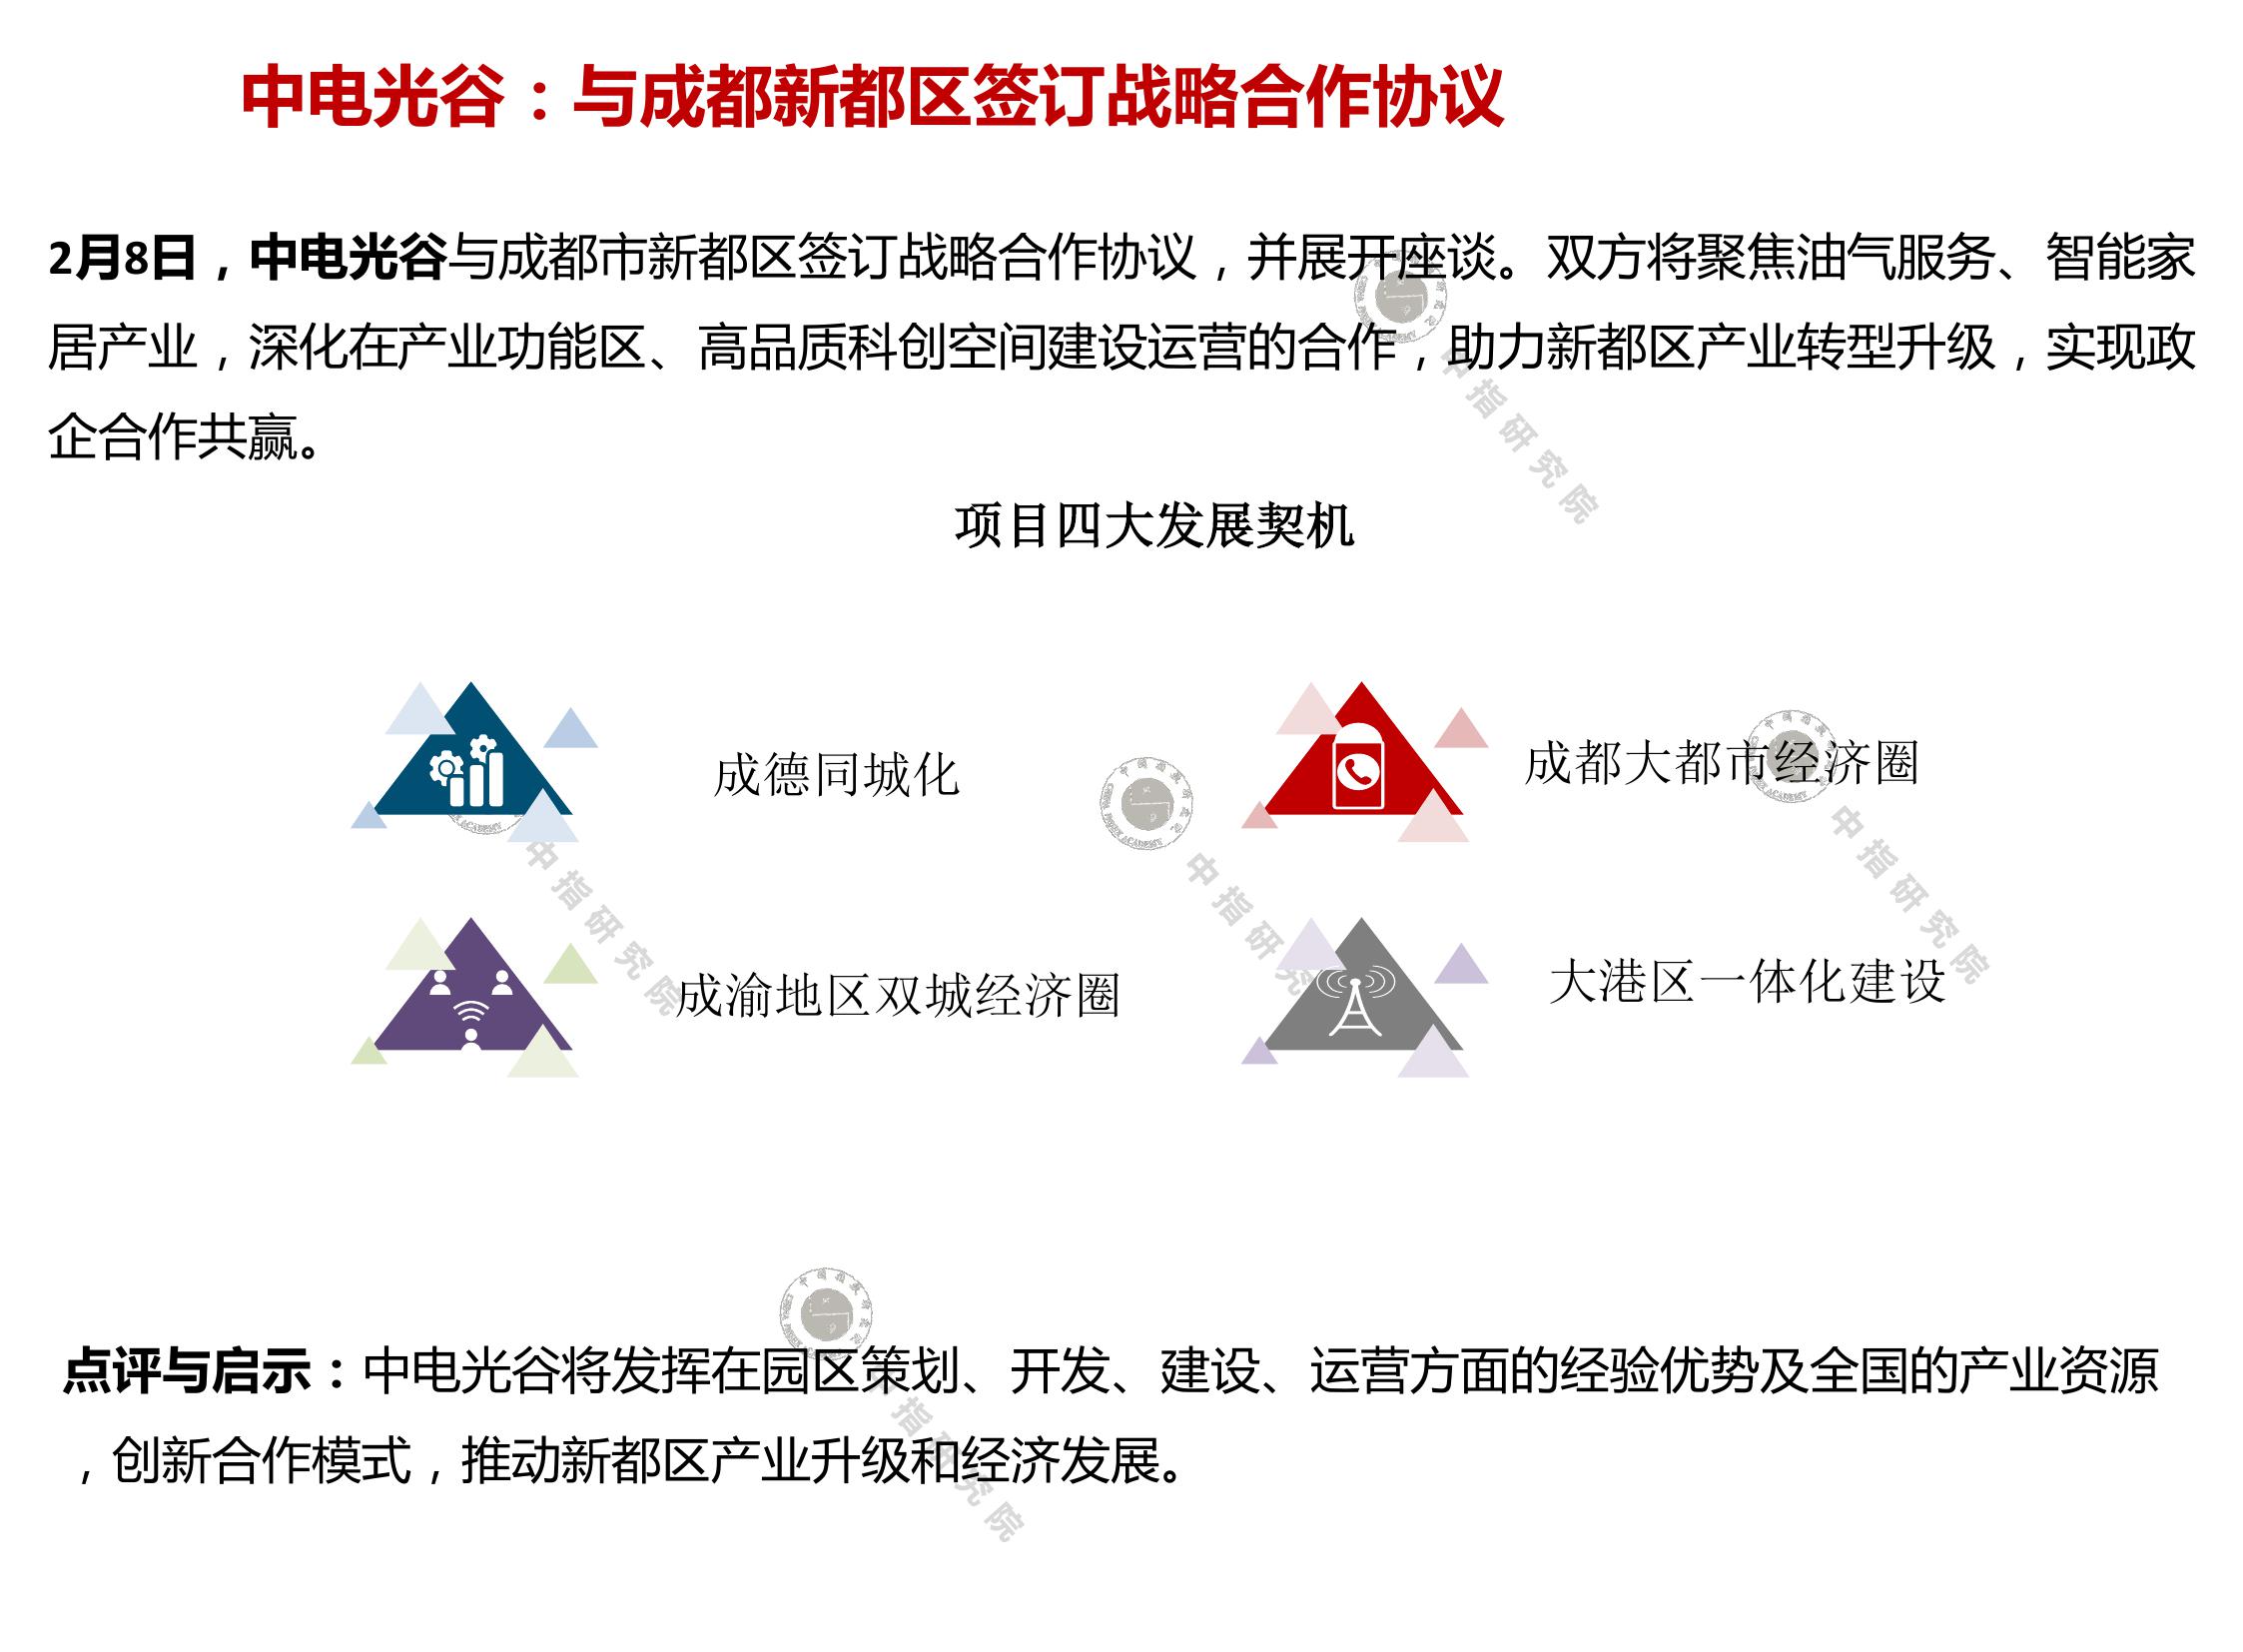 中电光谷：与成都新都区签订战略合作协议
2月8日，中电光谷与成都市新都区签订战略合作协议，并展开座谈。双方将聚焦油气服务、智能家
居产业，深化在产业功能区、高品质科创空间建设运营的合作，助力新都区产业转型升级，实现政
企合作共赢。
项目四大发展契机
成德同城化
成都大都市经济圈
成渝地区双城经济圈
大港区一体化建设
点评与启示：中电光谷将发挥在园区策划、开发、建设、运营方面的经验优势及全国的产业资源
，创新合作模式，推动新都区产业升级和经济发展。
中指研究院
中指研究院
中指研究院
中指研究院
中指研究院